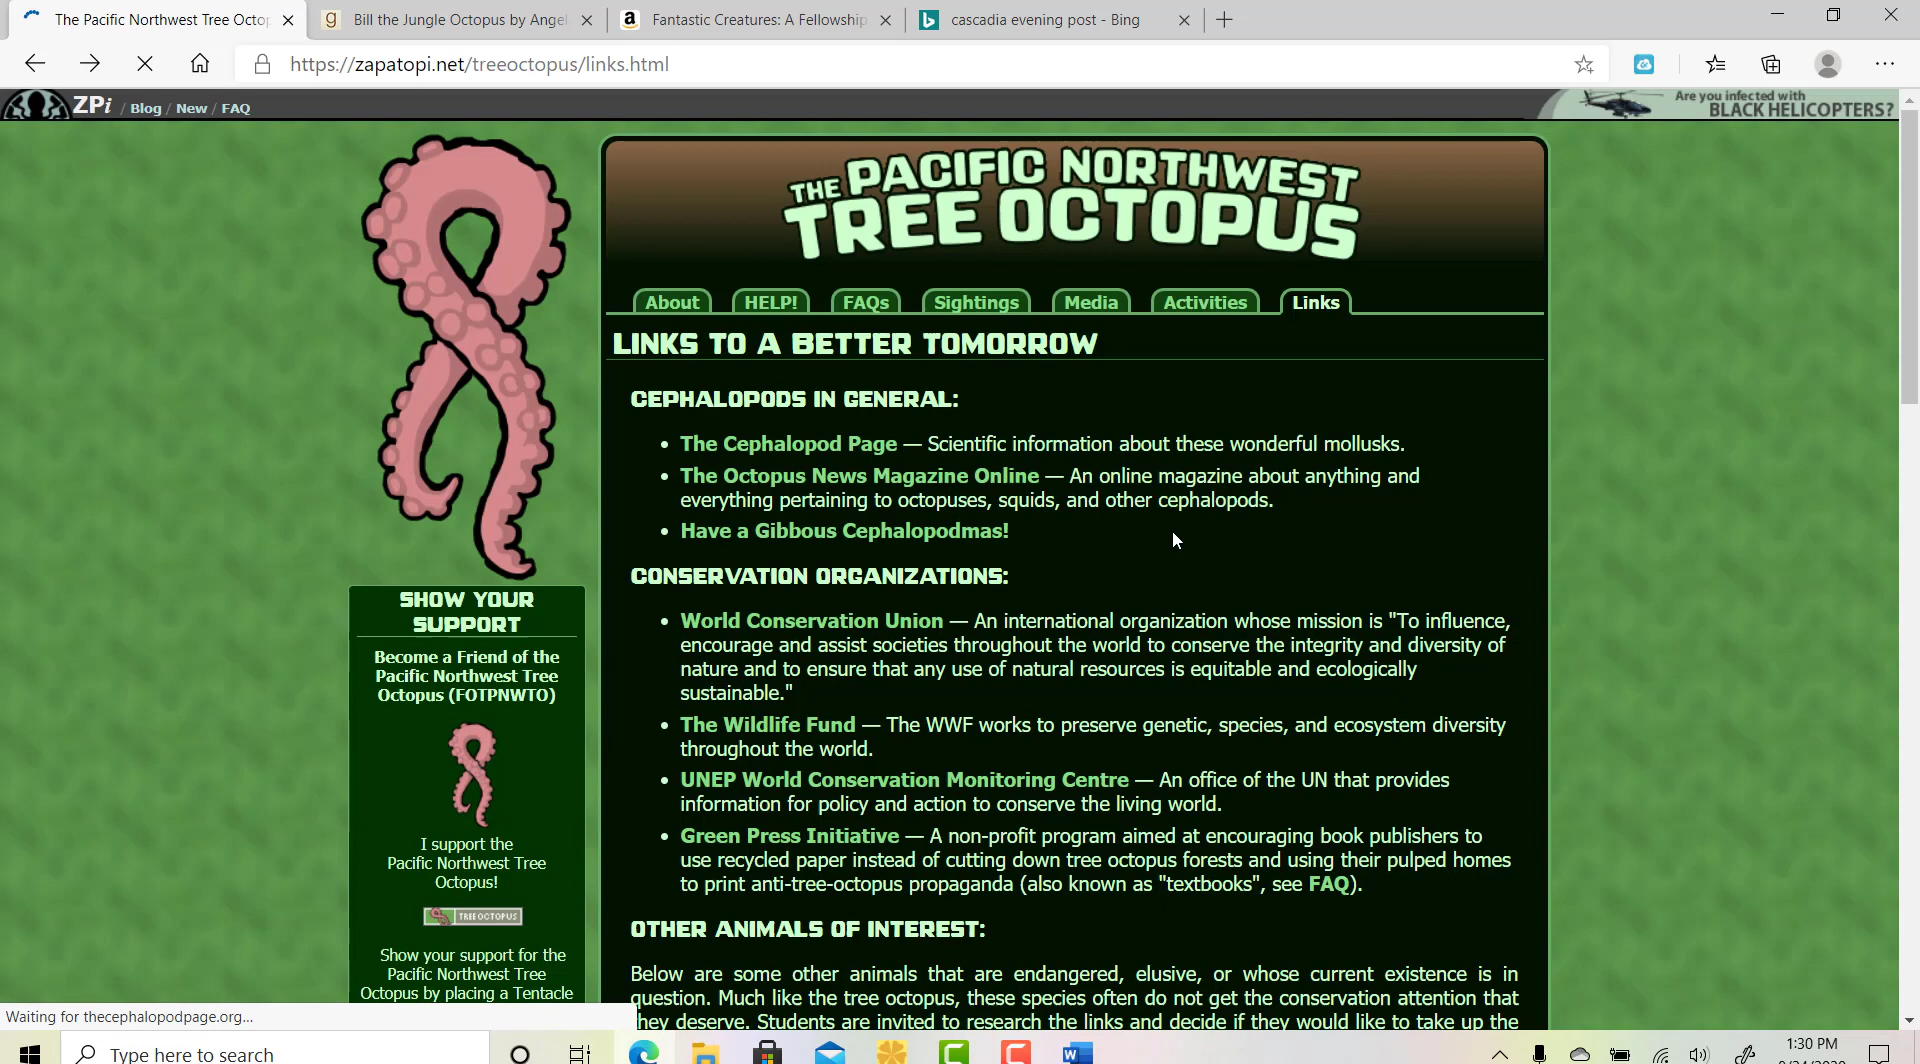 The Pacific Northwest Tree Octop
Bill the Jungle Octopus by Ange
Fantastic Creatures: A Fellowship
cascadia evening post - Bing
https://zapatopi.net/treeoctopus/links.html
ZPi / Blog / New / FAQ
Are you infected with
BLACK HELICOPTERS?
THE PACIFIC NORTHWEST
TREE OCTOPUS
About HELP! FAQs Sightings Media Activities Links
LINKS TO A BETTER TOMORROW
CEPHALOPODS IN GENERAL:
• The Cephalopod Page — Scientific information about these wonderful mollusks.
• The Octopus News Magazine Online — An online magazine about anything and
everything pertaining to octopuses, squids, and other cephalopods.
• Have a Gibbous Cephalopodmas!
CONSERVATION ORGANIZATIONS:
• World Conservation Union — An international organization whose mission is "To influence,
encourage and assist societies throughout the world to conserve the integrity and diversity of
nature and to ensure that any use of natural resources is equitable and ecologically
sustainable."
• The Wildlife Fund — The WWF works to preserve genetic, species, and ecosystem diversity
throughout the world.
• UNEP World Conservation Monitoring Centre — An office of the UN that provides
information for policy and action to conserve the living world.
• Green Press Initiative — A non-profit program aimed at encouraging book publishers to
use recycled paper instead of cutting down tree octopus forests and using their pulped homes
to print anti-tree-octopus propaganda (also known as "textbooks", see FAQ).
OTHER ANIMALS OF INTEREST:
Below are some other animals that are endangered, elusive, or whose current existence is in
question. Much like the tree octopus, these species often do not get the conservation attention that
they deserve. Students are invited to research the links and decide if they would like to take up the
SHOW YOUR
SUPPORT
Become a Friend of the
Pacific Northwest Tree
Octopus (FOTPNWTO)
I support the
Pacific Northwest Tree
Octopus!
TREE OCTOPUS
Show your support for the
Pacific Northwest Tree
Octopus by placing a Tentacle
Waiting for thecephalopodpage.org...
Type here to search
1:30 PM